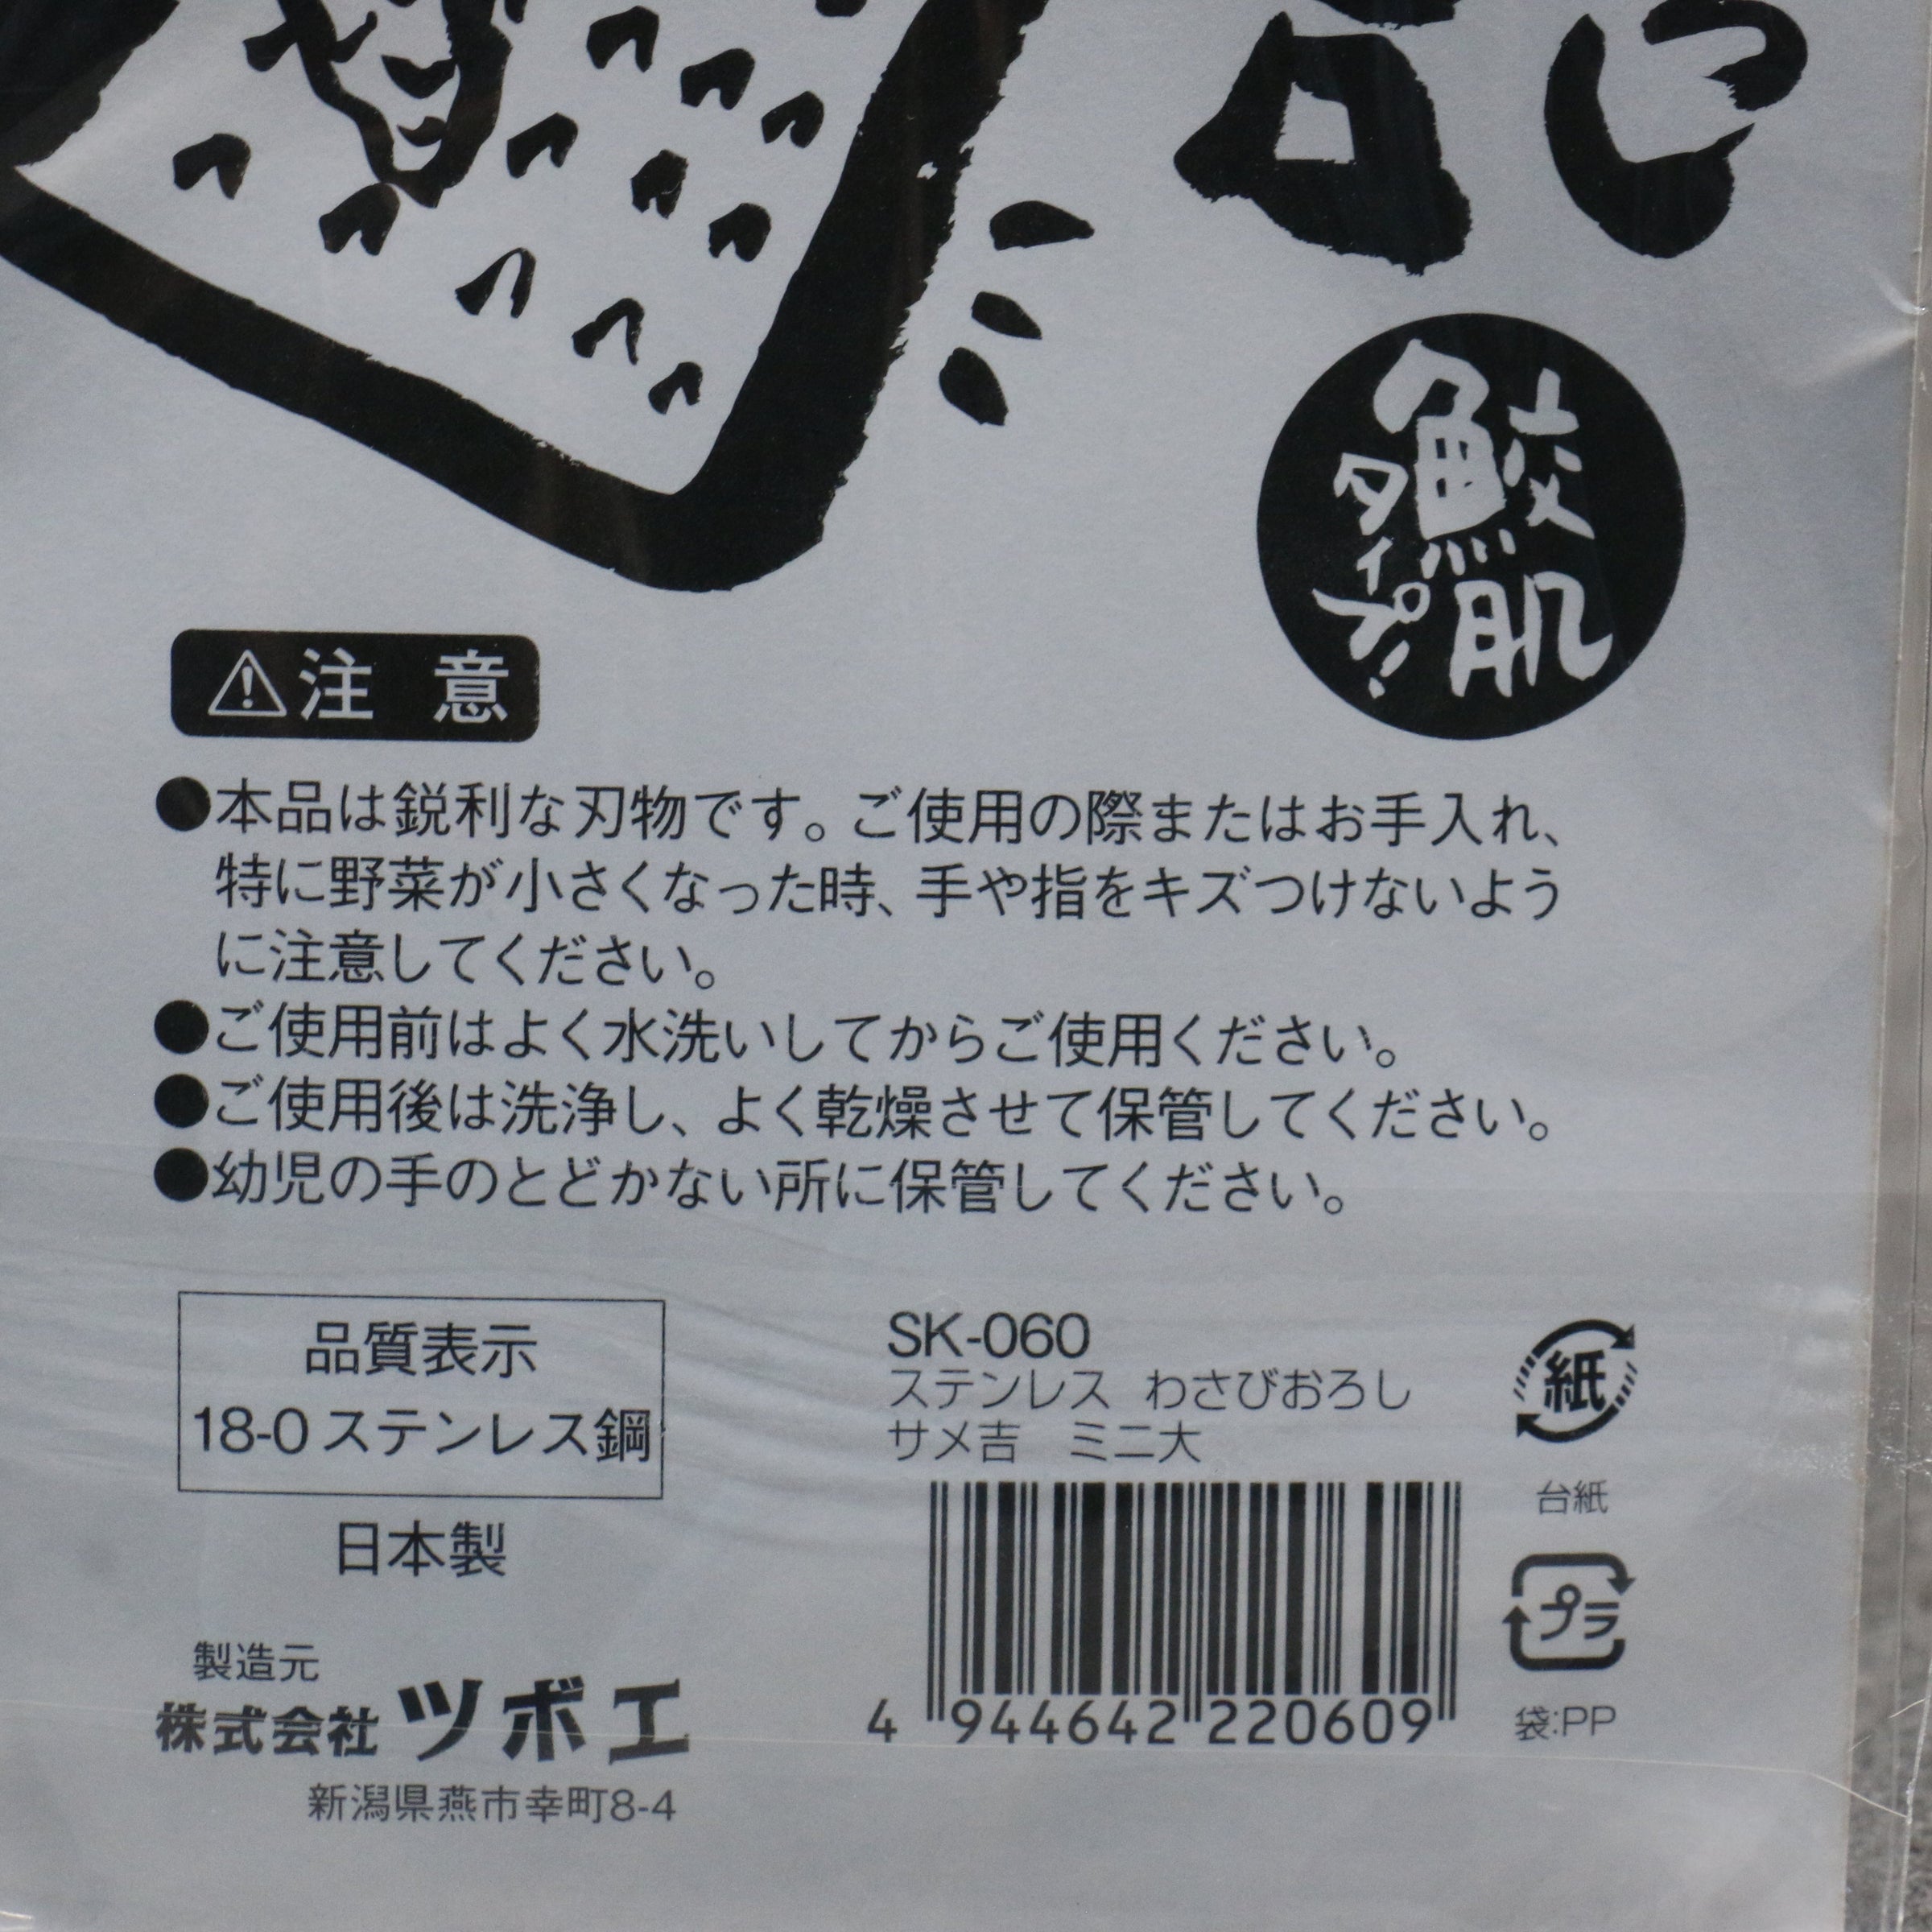 鮫肌
タイプ!
注意
●本品は鋭利な刃物です。ご使用の際またはお手入れ、
特に野菜が小さくなった時、手や指をキズつけないよう
に注意してください。
●ご使用前はよく水洗いしてからご使用ください。
●ご使用後は洗浄し、よく乾燥させて保管してください。
●幼児の手のとどかない所に保管してください。
品質表示
18-0ステンレス鋼
日本製
製造元
株式会社ツボエ
新潟県燕市幸町8-4
SK-060
ステンレス わさびおろし
サメ吉 ミニ大
4 944642 220609
紙
台紙
プラ
袋:PP